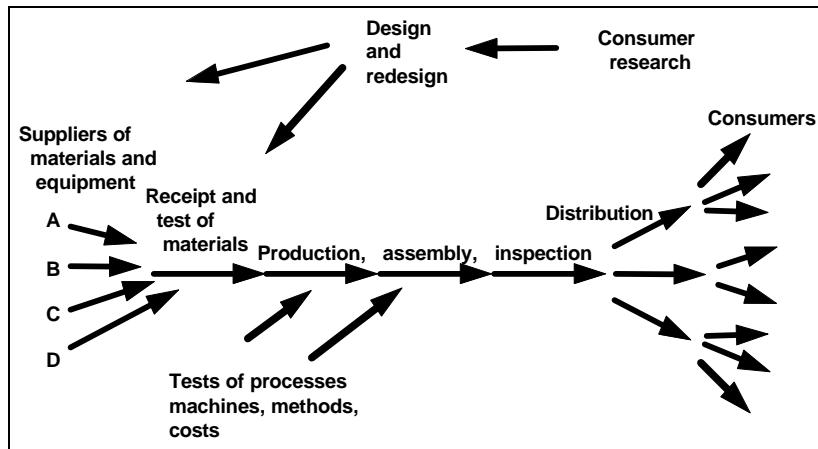 Design
and
redesign
Consumer
research
Consumers
Suppliers of
materials and
equipment
Receipt and
test of
materials
Distribution
A
Production, assembly, inspection
B
C
D
Tests of processes
machines, methods,
costs